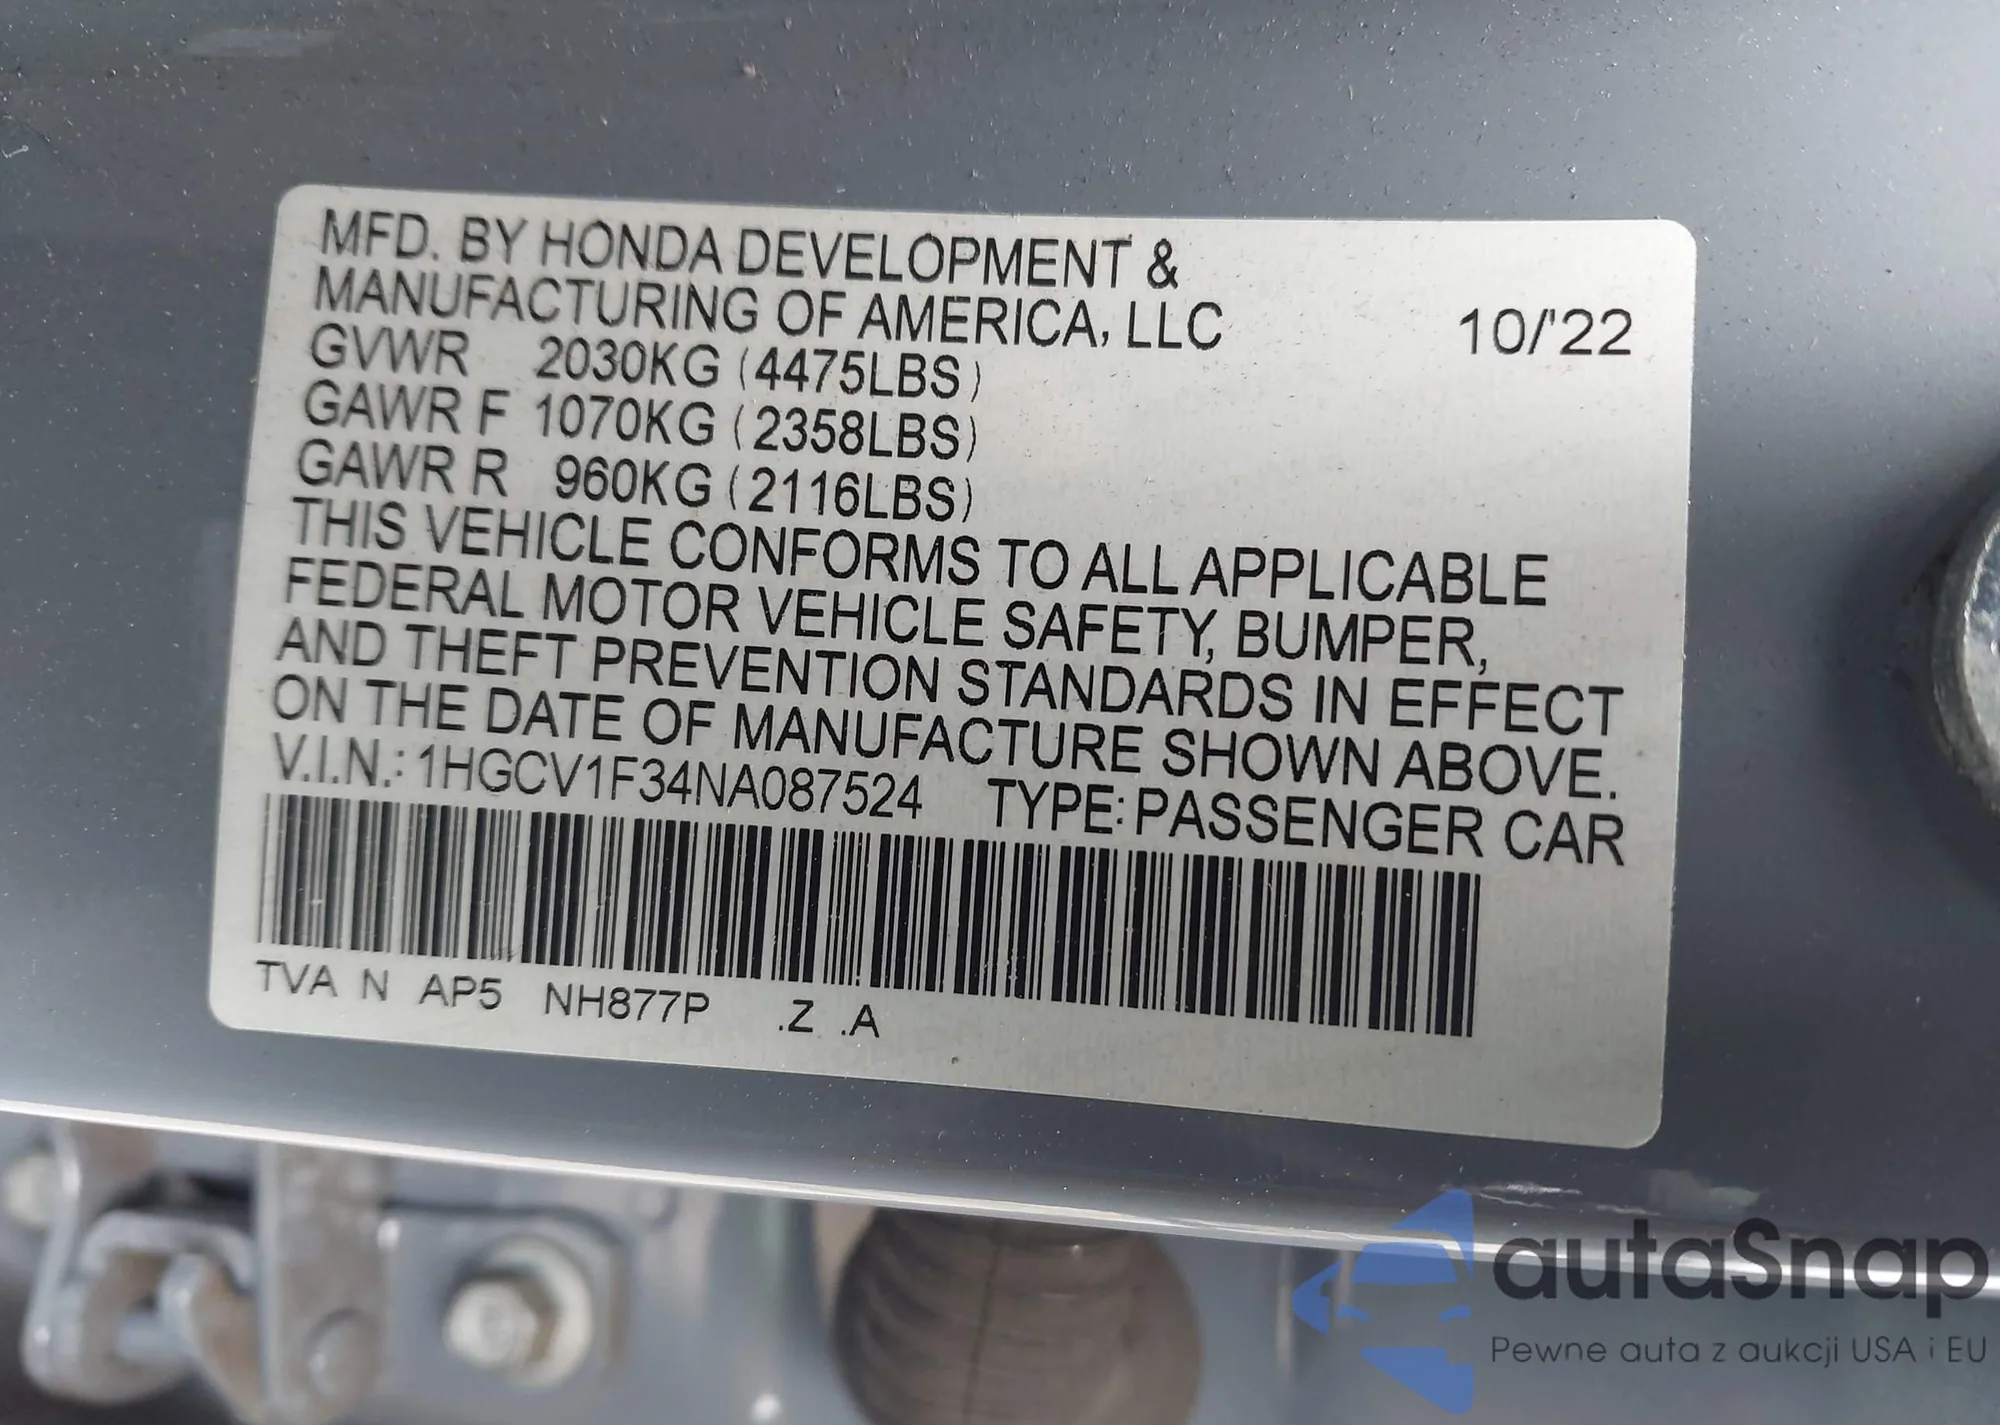 MFD. BY HONDA DEVELOPMENT &
MANUFACTURING OF AMERICA, LLC 10/'22
GVWR 2030KG (4475LBS)
GAWR F 1070KG (2358LBS)
GAWR R 960KG (2116LBS)
THIS VEHICLE CONFORMS TO ALL APPLICABLE
FEDERAL MOTOR VEHICLE SAFETY, BUMPER,
AND THEFT PREVENTION STANDARDS IN EFFECT
ON THE DATE OF MANUFACTURE SHOWN ABOVE.
V.I.N.: 1HGCV1F34NA087524 TYPE: PASSENGER CAR
TVA N AP5 NH877P .Z .A
autaSnap
Pewne auta z aukcji USA i EU